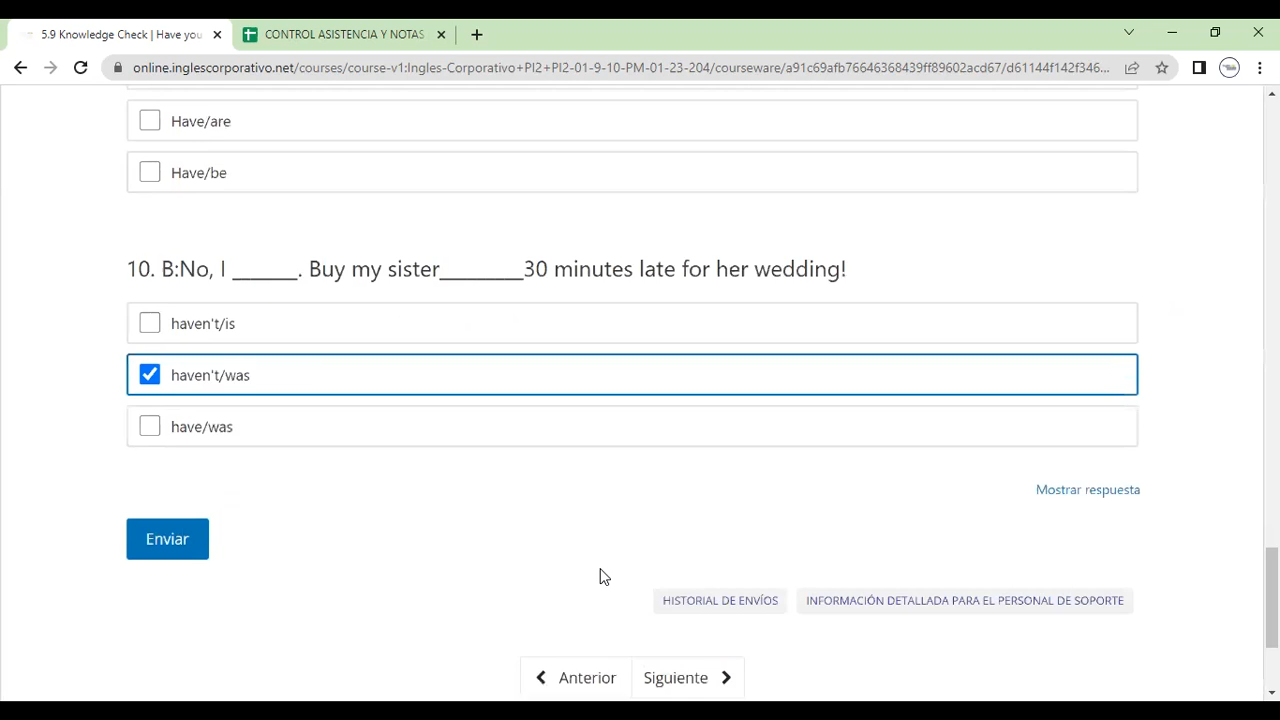 5.9 Knowledge Check | Have you
CONTROL ASISTENCIA Y NOTAS
online.inglescorporativo.net/courses/course-v1:Ingles-Corporativo+PI2+PI2-01-9-10-PM-01-23-204/courseware/a91c69afb76646368439ff89602acd67/d61144f142f346...
Have/are
Have/be
10. B:No, I ______. Buy my sister________30 minutes late for her wedding!
haven't/is
haven't/was
have/was
Mostrar respuesta
Enviar
HISTORIAL DE ENVÍOS
INFORMACIÓN DETALLADA PARA EL PERSONAL DE SOPORTE
Anterior
Siguiente